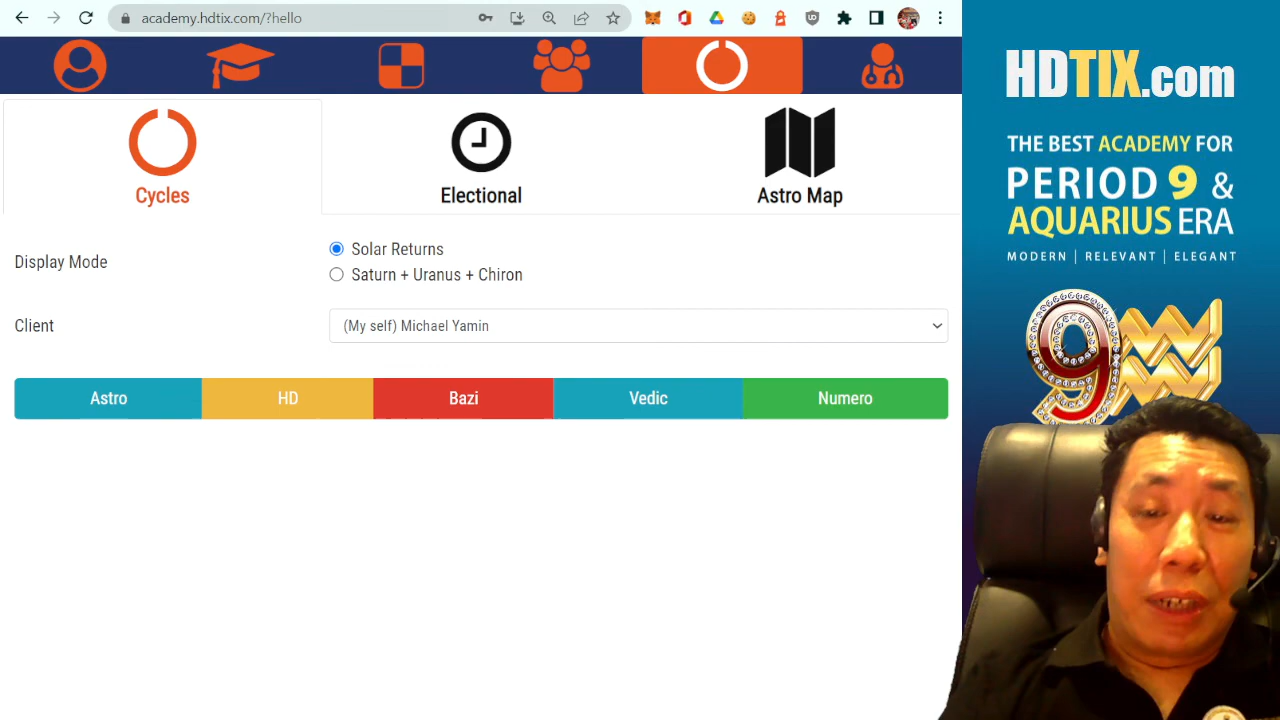 academy.hdtix.com/?hello
Cycles
Electional
Astro Map
Display Mode
Solar Returns
Saturn + Uranus + Chiron
Client
(My self) Michael Yamin
Astro
HD
Bazi
Vedic
Numero
HDTIX.com
THE BEST ACADEMY FOR
PERIOD 9 &
AQUARIUS ERA
MODERN | RELEVANT | ELEGANT
9